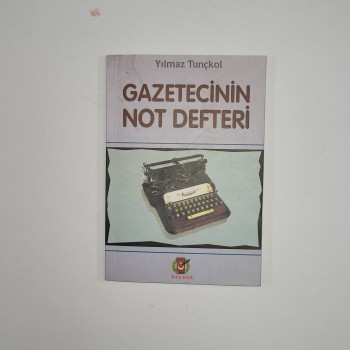 Yılmaz Tunçkol
GAZETECİNİN
NOT DEFTERİ